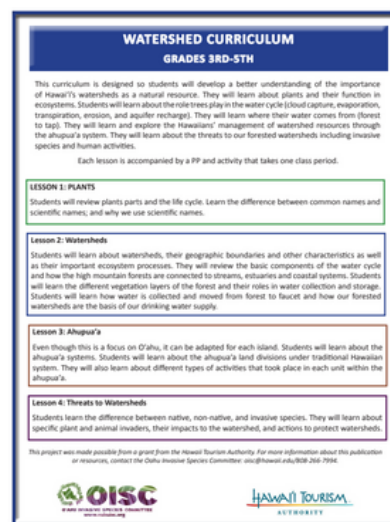 WATERSHED CURRICULUM
GRADES 3RD-5TH
This curriculum is designed so students will develop a better understanding of the importance
of Hawai'i's watersheds as a natural resource. They will learn about plants and their function in
ecosystems. Students will learn about the role trees play in the water cycle (cloud capture, evaporation,
transpiration, erosion, and aquifer recharge). They will learn where their water comes from (forest
to tap). They will learn and explore the Hawaiians' management of watershed resources through
the ahupua'a system. They will learn about the threats to our forested watersheds including invasive
species and human activities.
Each lesson is accompanied by a PP and activity that takes one class period.
LESSON 1: PLANTS
Students will review plants parts and the life cycle. Learn the difference between common names and
scientific names; and why we use scientific names.
Lesson 2: Watersheds
Students will learn about watersheds, their geographic boundaries and other characteristics as well
as their important ecosystem processes. They will review the basic components of the water cycle
and how the high mountain forests are connected to streams, estuaries and coastal systems. Students
will learn the different vegetation layers of the forest and their roles in water collection and storage.
Students will learn how water is collected and moved from forest to faucet and how our forested
watersheds are the basis of our drinking water supply.
Lesson 3: Ahupua'a
Even though this is a focus on O'ahu, it can be adapted for each island. Students will learn about the
ahupua'a systems. Students will learn about the ahupua'a land divisions under traditional Hawaiian
system. They will also learn about different types of activities that took place in each unit within the
ahupua'a.
Lesson 4: Threats to Watersheds
Students learn the difference between native, non-native, and invasive species. They will learn about
specific plant and animal invaders, their impacts to the watershed, and actions to protect watersheds.
This project was made possible from a grant from the Hawaii Tourism Authority. For more information about this publication
or resources, contact the Oahu Invasive Species Committee: oisc@hawaii.edu/808-266-7994.
OISC
O'AHU INVASIVE SPECIES COMMITTEE
HAWAI'I TOURISM
AUTHORITY